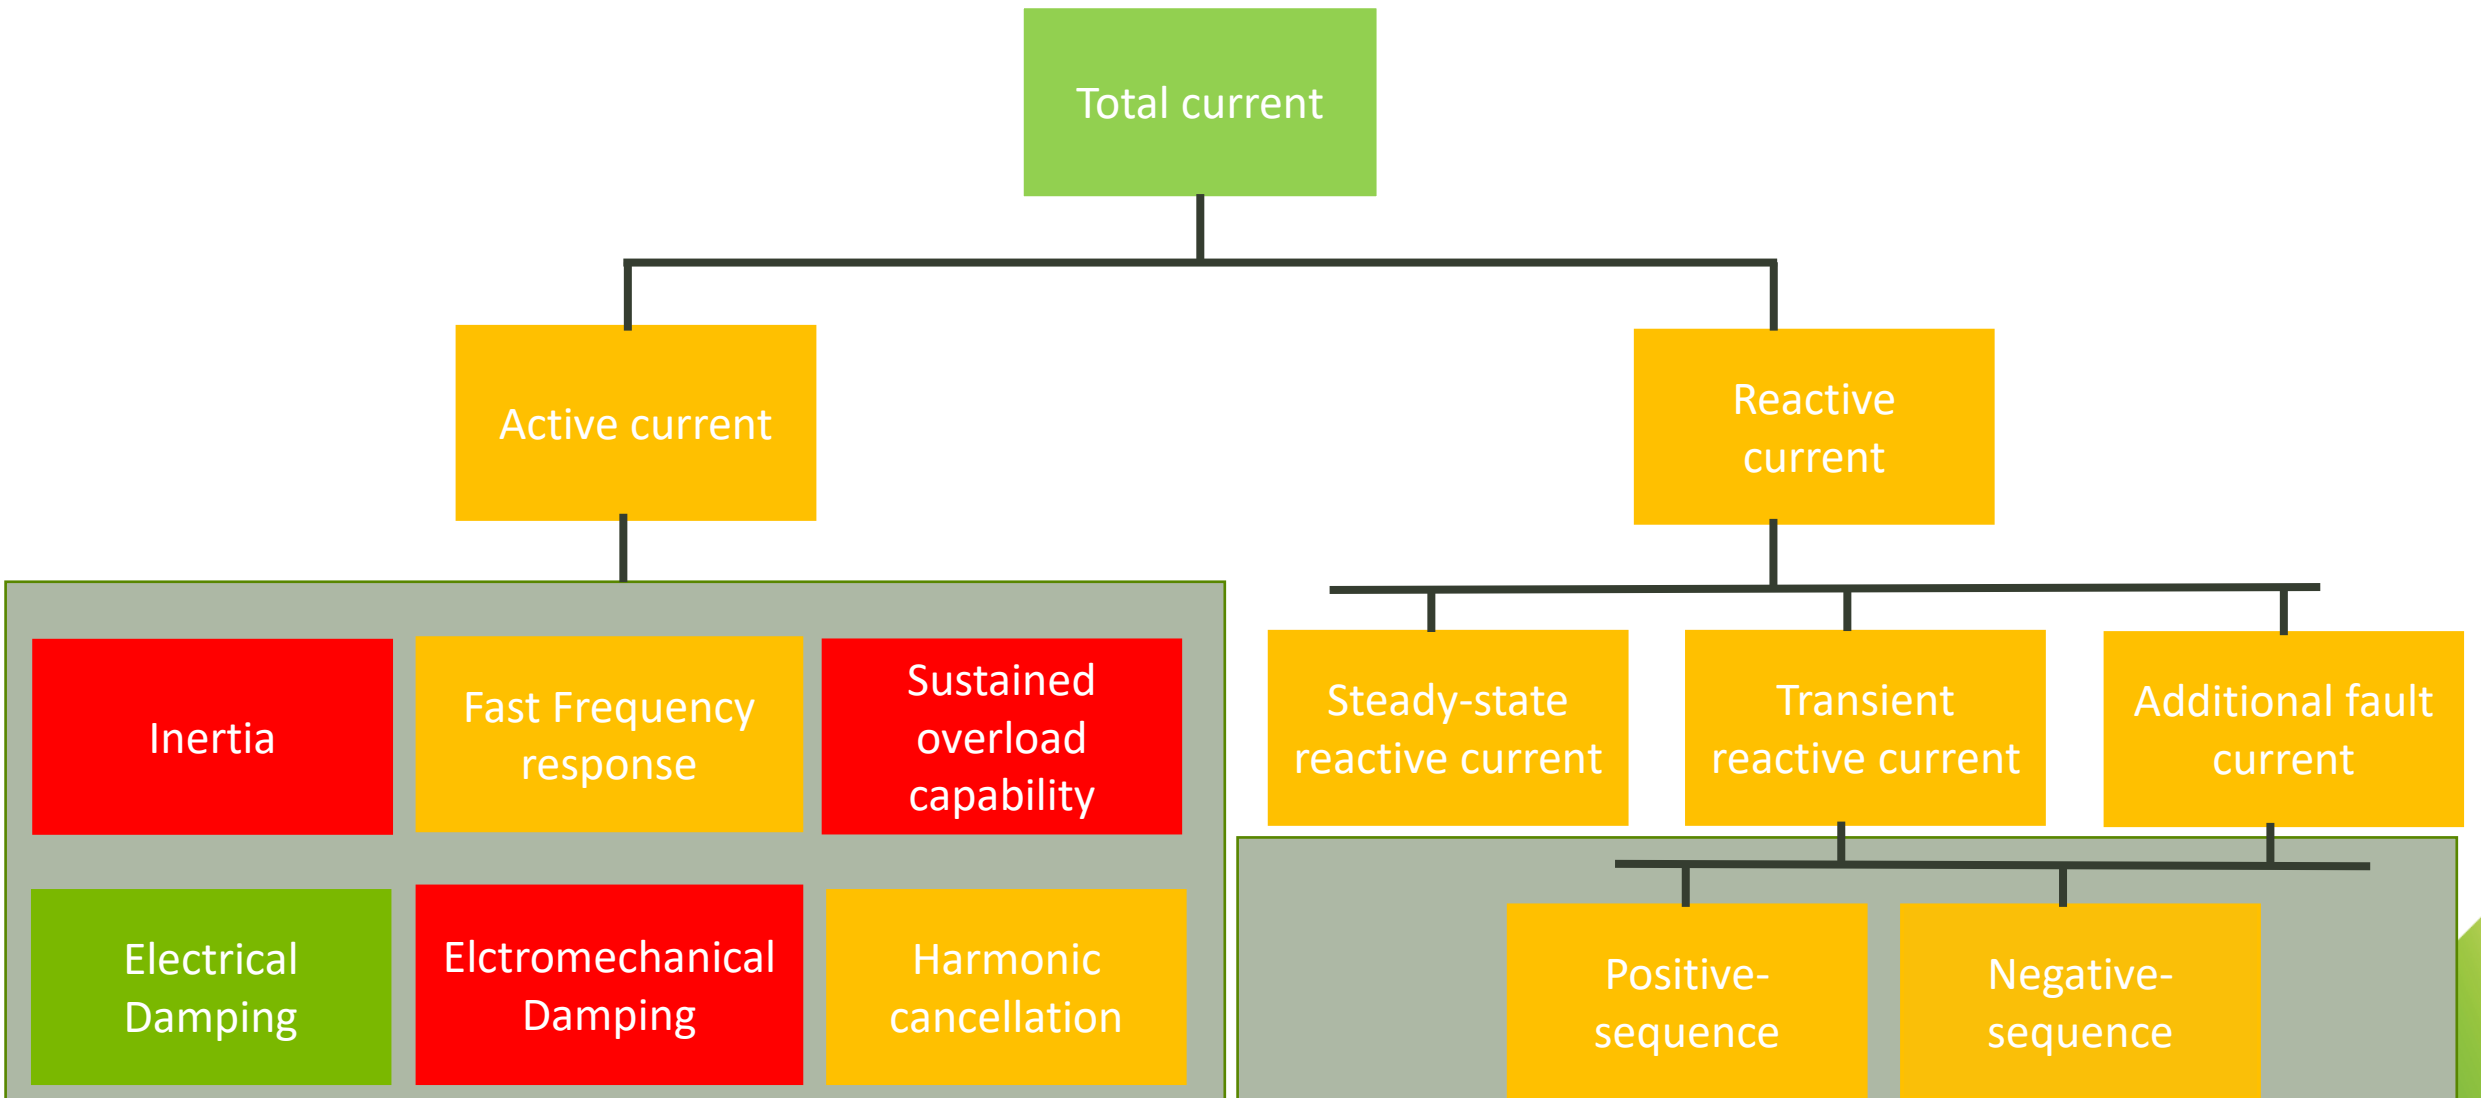 Total current
Active current
Reactive
current
Inertia
Fast Frequency
response
Sustained
overload
capability
Steady-state
reactive current
Transient
reactive current
Additional fault
current
Electrical
Damping
Elctromechanical
Damping
Harmonic
cancellation
Positive-
sequence
Negative-
sequence